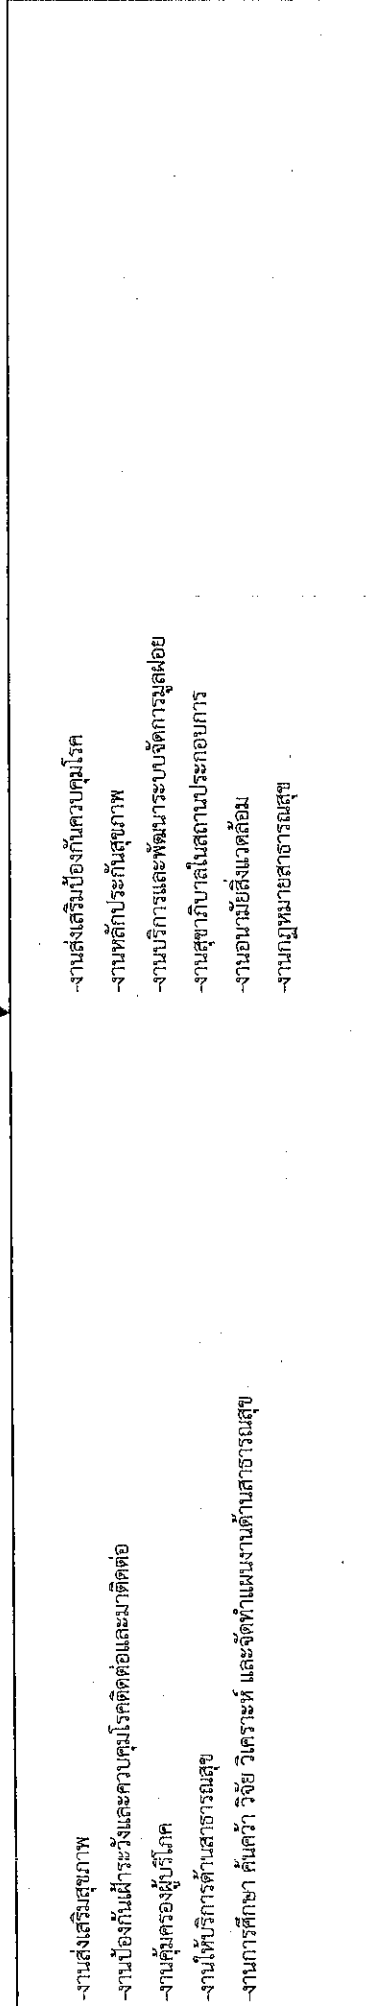 -งานส่งเสริมสุขภาพ
-งานป้องกันเฝ้าระวังและควบคุมโรคติดต่อและมาติดต่อ
-งานคุ้มครองผู้บริโภค
-งานให้บริการด้านสาธารณสุข
-งานการศึกษา ค้นคว้า วิจัย วิเคราะห์ และจัดทำแผนงานด้านสาธารณสุข
-งานส่งเสริมป้องกันควบคุมโรค
-งานหลักประกันสุขภาพ
-งานบริการและพัฒนาระบบจัดการมูลฝอย
-งานสุขาภิบาลในสถานประกอบการ
-งานอนามัยสิ่งแวดล้อม
-งานกฎหมายสาธารณสุข